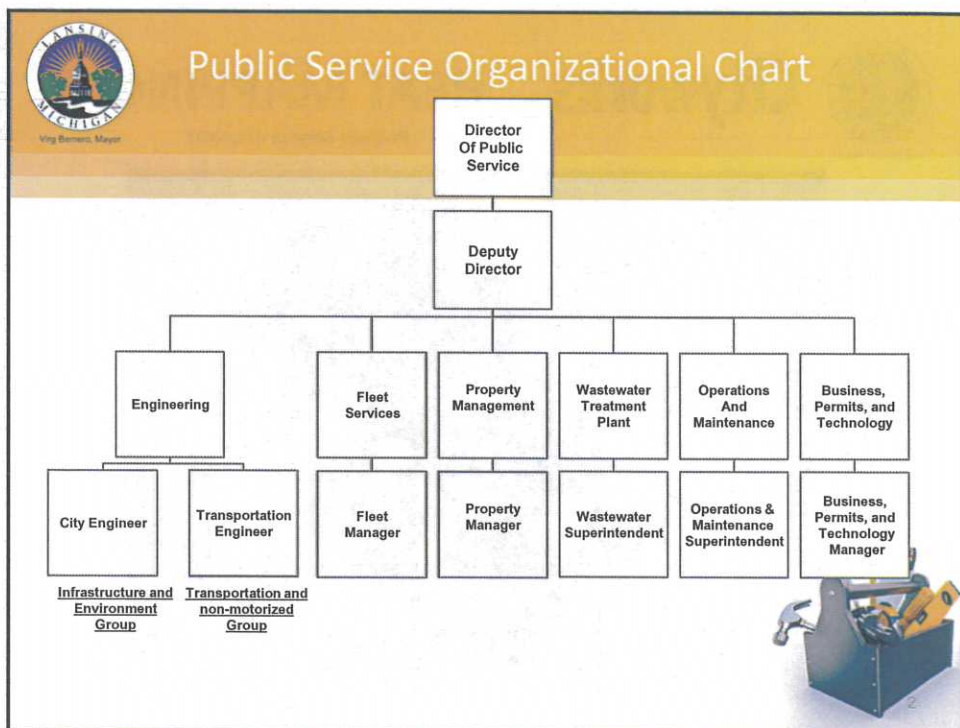 LANSING
MICHIGAN
Virg Bernero, Mayor
Public Service Organizational Chart
Director
Of Public
Service
Deputy
Director
Engineering
Fleet
Services
Property
Management
Wastewater
Treatment
Plant
Operations
And
Maintenance
Business,
Permits, and
Technology
City Engineer
Transportation
Engineer
Fleet
Manager
Property
Manager
Wastewater
Superintendent
Operations &
Maintenance
Superintendent
Business,
Permits, and
Technology
Manager
Infrastructure and
Environment
Group
Transportation and
non-motorized
Group
2